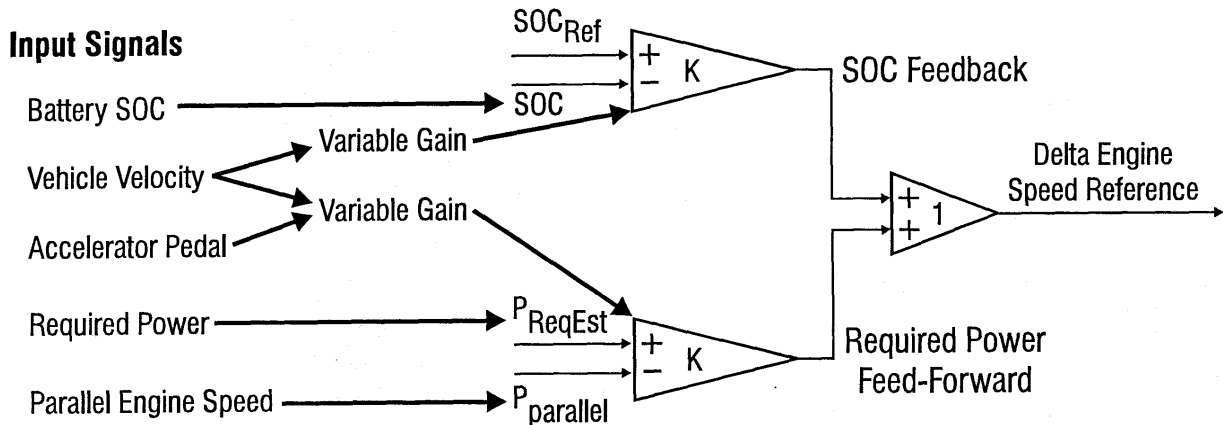 Input Signals
SOCRef
+
−
K
SOC Feedback
Battery SOC
SOC
Variable Gain
Vehicle Velocity
Variable Gain
Accelerator Pedal
Delta Engine
Speed Reference
+
+
1
Required Power
PReqEst
+
−
K
Required Power
Feed-Forward
Parallel Engine Speed
Pparallel